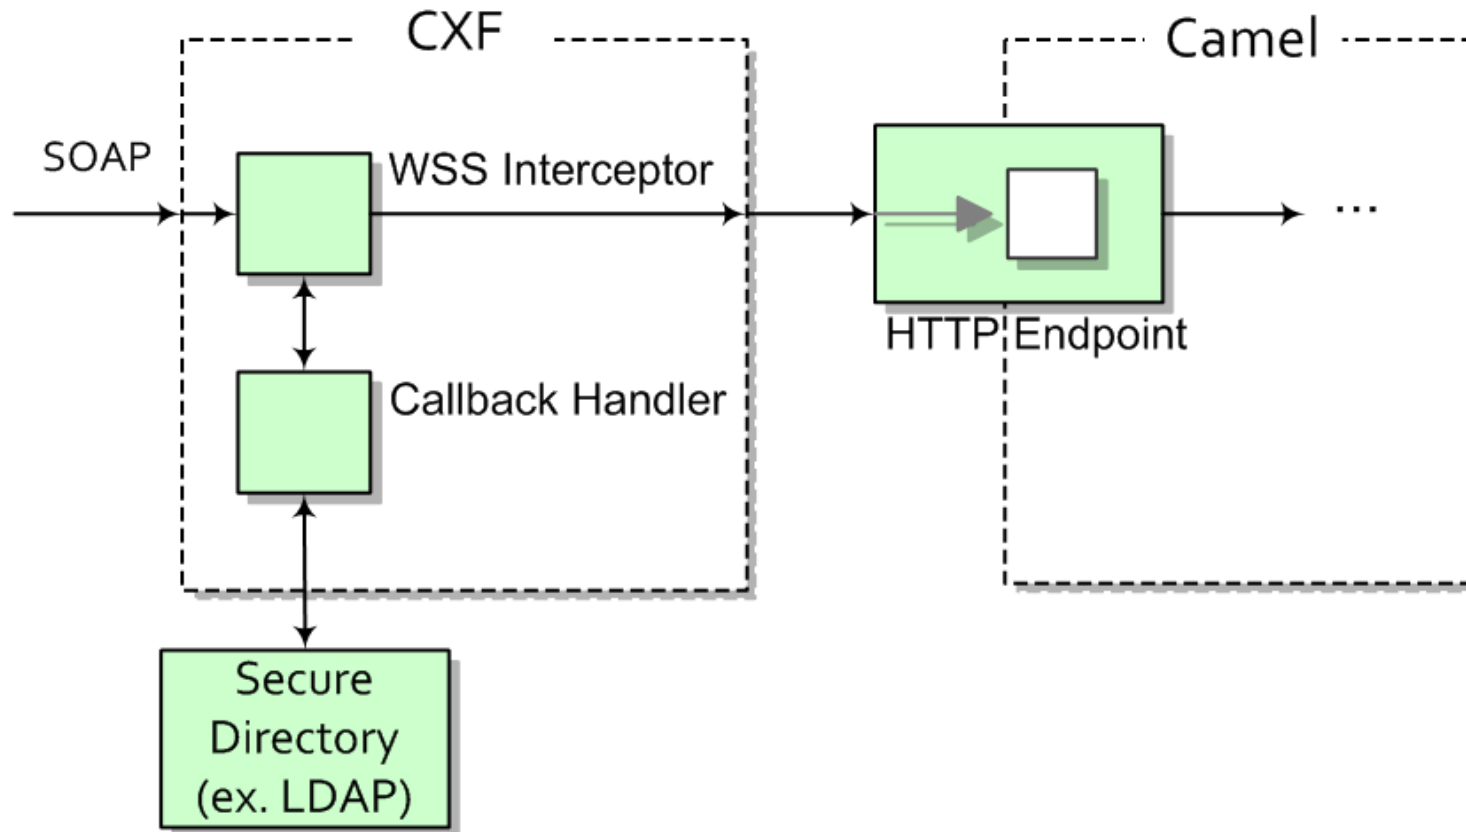 CXF
Camel
SOAP
WSS Interceptor
...
HTTP Endpoint
Callback Handler
Secure
Directory
(ex. LDAP)